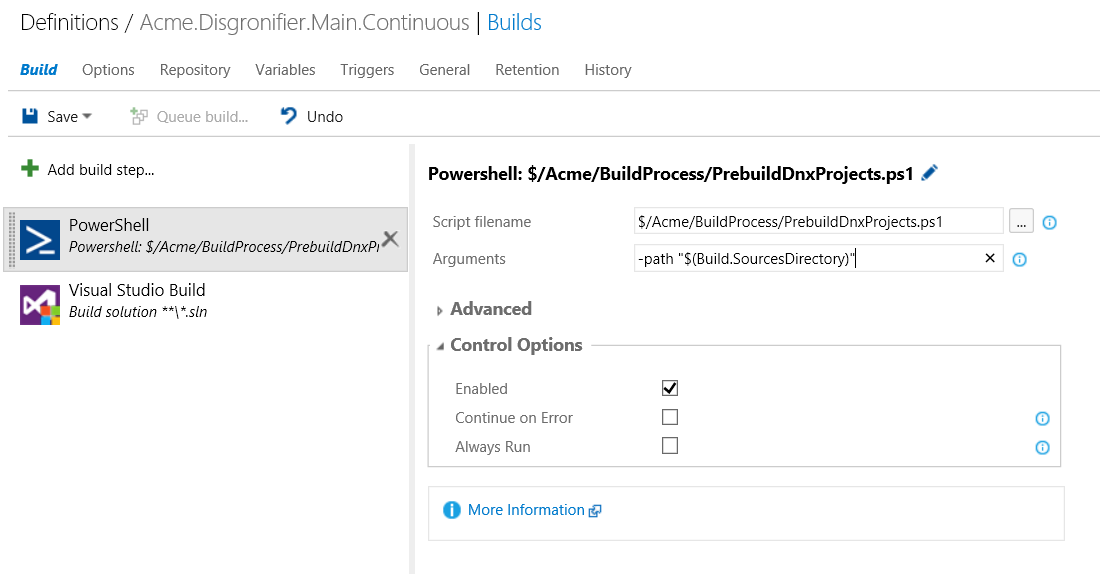 Definitions / Acme.Disgronifier.Main.Continuous | Builds
Build Options Repository Variables Triggers General Retention History
Save Queue build... Undo
Add build step...
PowerShell
Powershell: $/Acme/BuildProcess/PrebuildDnxPr
Visual Studio Build
Build solution **\*.sln
Powershell: $/Acme/BuildProcess/PrebuildDnxProjects.ps1
Script filename $/Acme/BuildProcess/PrebuildDnxProjects.ps1 ...
Arguments -path "$(Build.SourcesDirectory)"
Advanced
Control Options
Enabled
Continue on Error
Always Run
More Information